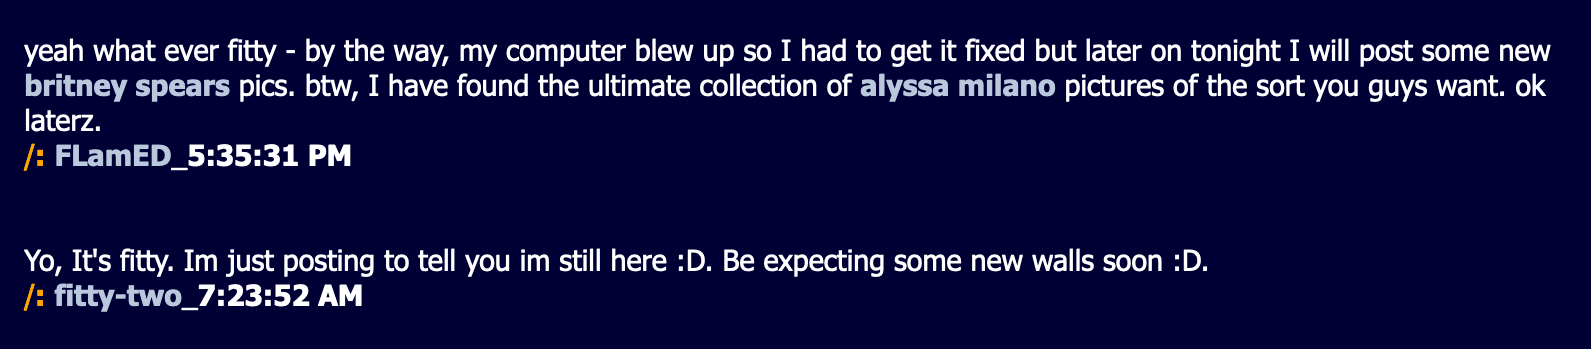 yeah what ever fitty - by the way, my computer blew up so I had to get it fixed but later on tonight I will post some new
britney spears pics. btw, I have found the ultimate collection of alyssa milano pictures of the sort you guys want. ok
laterz.
/: FLamED_5:35:31 PM
Yo, It's fitty. Im just posting to tell you im still here :D. Be expecting some new walls soon :D.
/: fitty-two_7:23:52 AM